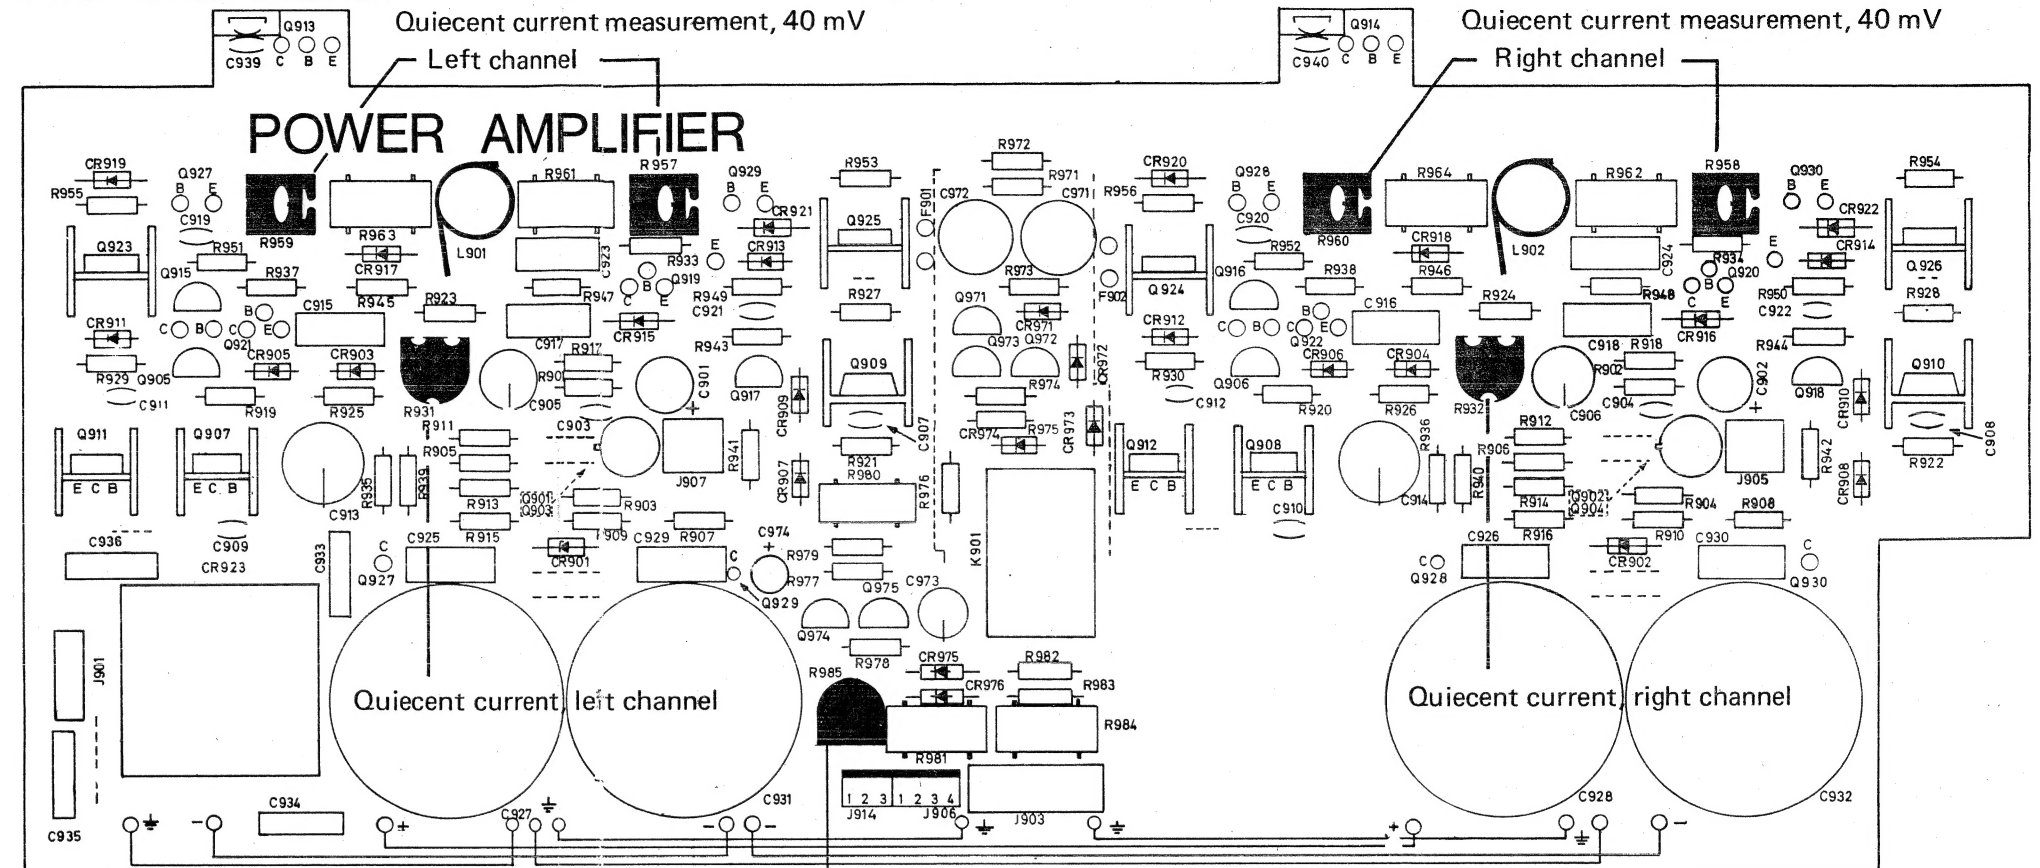 Quiecent current measurement, 40 mV
Left channel
Quiecent current measurement, 40 mV
Right channel
Q913
C939
C B E
Q914
C940
C B E
POWER AMPLIFIER
CR919
R955
Q927
B E
C919
R959
R963
CR917
L901
R961
C923
R957
R933
Q929
B E
CR921
CR913
E
B
C
Q919
R953
Q925
F901
C972
R972
R971
C971
F902
R956
CR920
Q928
B E
C920
R960
R964
CR918
L902
R962
C924
R958
R934
Q930
B E
CR922
CR914
E
B
C
Q920
E
R954
Q926
Q923
Q915
R951
R937
R945
R923
R947
R949
C921
R927
R973
Q924
Q916
R952
R938
R946
R924
R948
R950
C922
R928
CR911
R929
Q905
C B
C
B
E
Q921
C915
CR905
CR903
C917
CR915
R943
Q971
CR971
Q973
Q972
CR972
CR912
R930
Q906
C B
C
B
E
Q922
C916
CR906
CR904
C918
CR916
R944
C911
R919
R925
R931
C905
R917
C901
+
Q917
CR909
Q909
C907
R974
CR974
R975
CR973
C912
R920
R926
R932
C906
R918
R902
C904
C902
+
Q918
CR910
Q910
C908
Q911
E C B
Q907
E C B
C909
C913
R935
R939
R911
R905
R913
R915
C903
Q901
Q903
R903
J907
R941
CR907
R921
R980
R976
Q912
E C B
Q908
E C B
C910
C914
R936
R940
R912
R906
R914
R916
Q902
Q904
R904
R910
R908
J905
R942
CR908
R922
C936
CR923
C933
C
Q927
C925
CR901
C929
R907
C
Q929
C974
+
R979
R977
K901
C
Q928
C926
CR902
C930
C
Q930
Q974
Q975
C973
R978
J901
R985
CR975
CR976
R982
R983
R984
R981
Quiecent current, left channel
Quiecent current, right channel
C935
C934
C927
C931
1 2 3
1 2 3 4
J914
J906
J903
C928
C932
- + - -
+ -